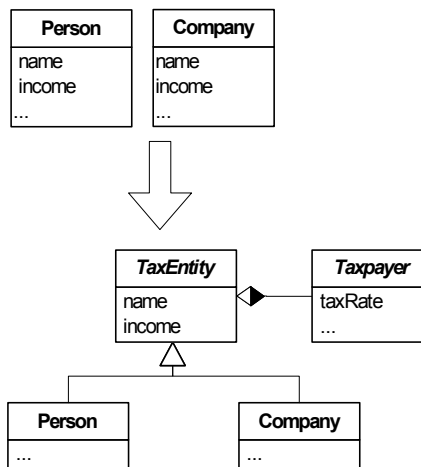 Person
name
income
...
Company
name
income
...
TaxEntity
name
income
Taxpayer
taxRate
...
Person
...
Company
...